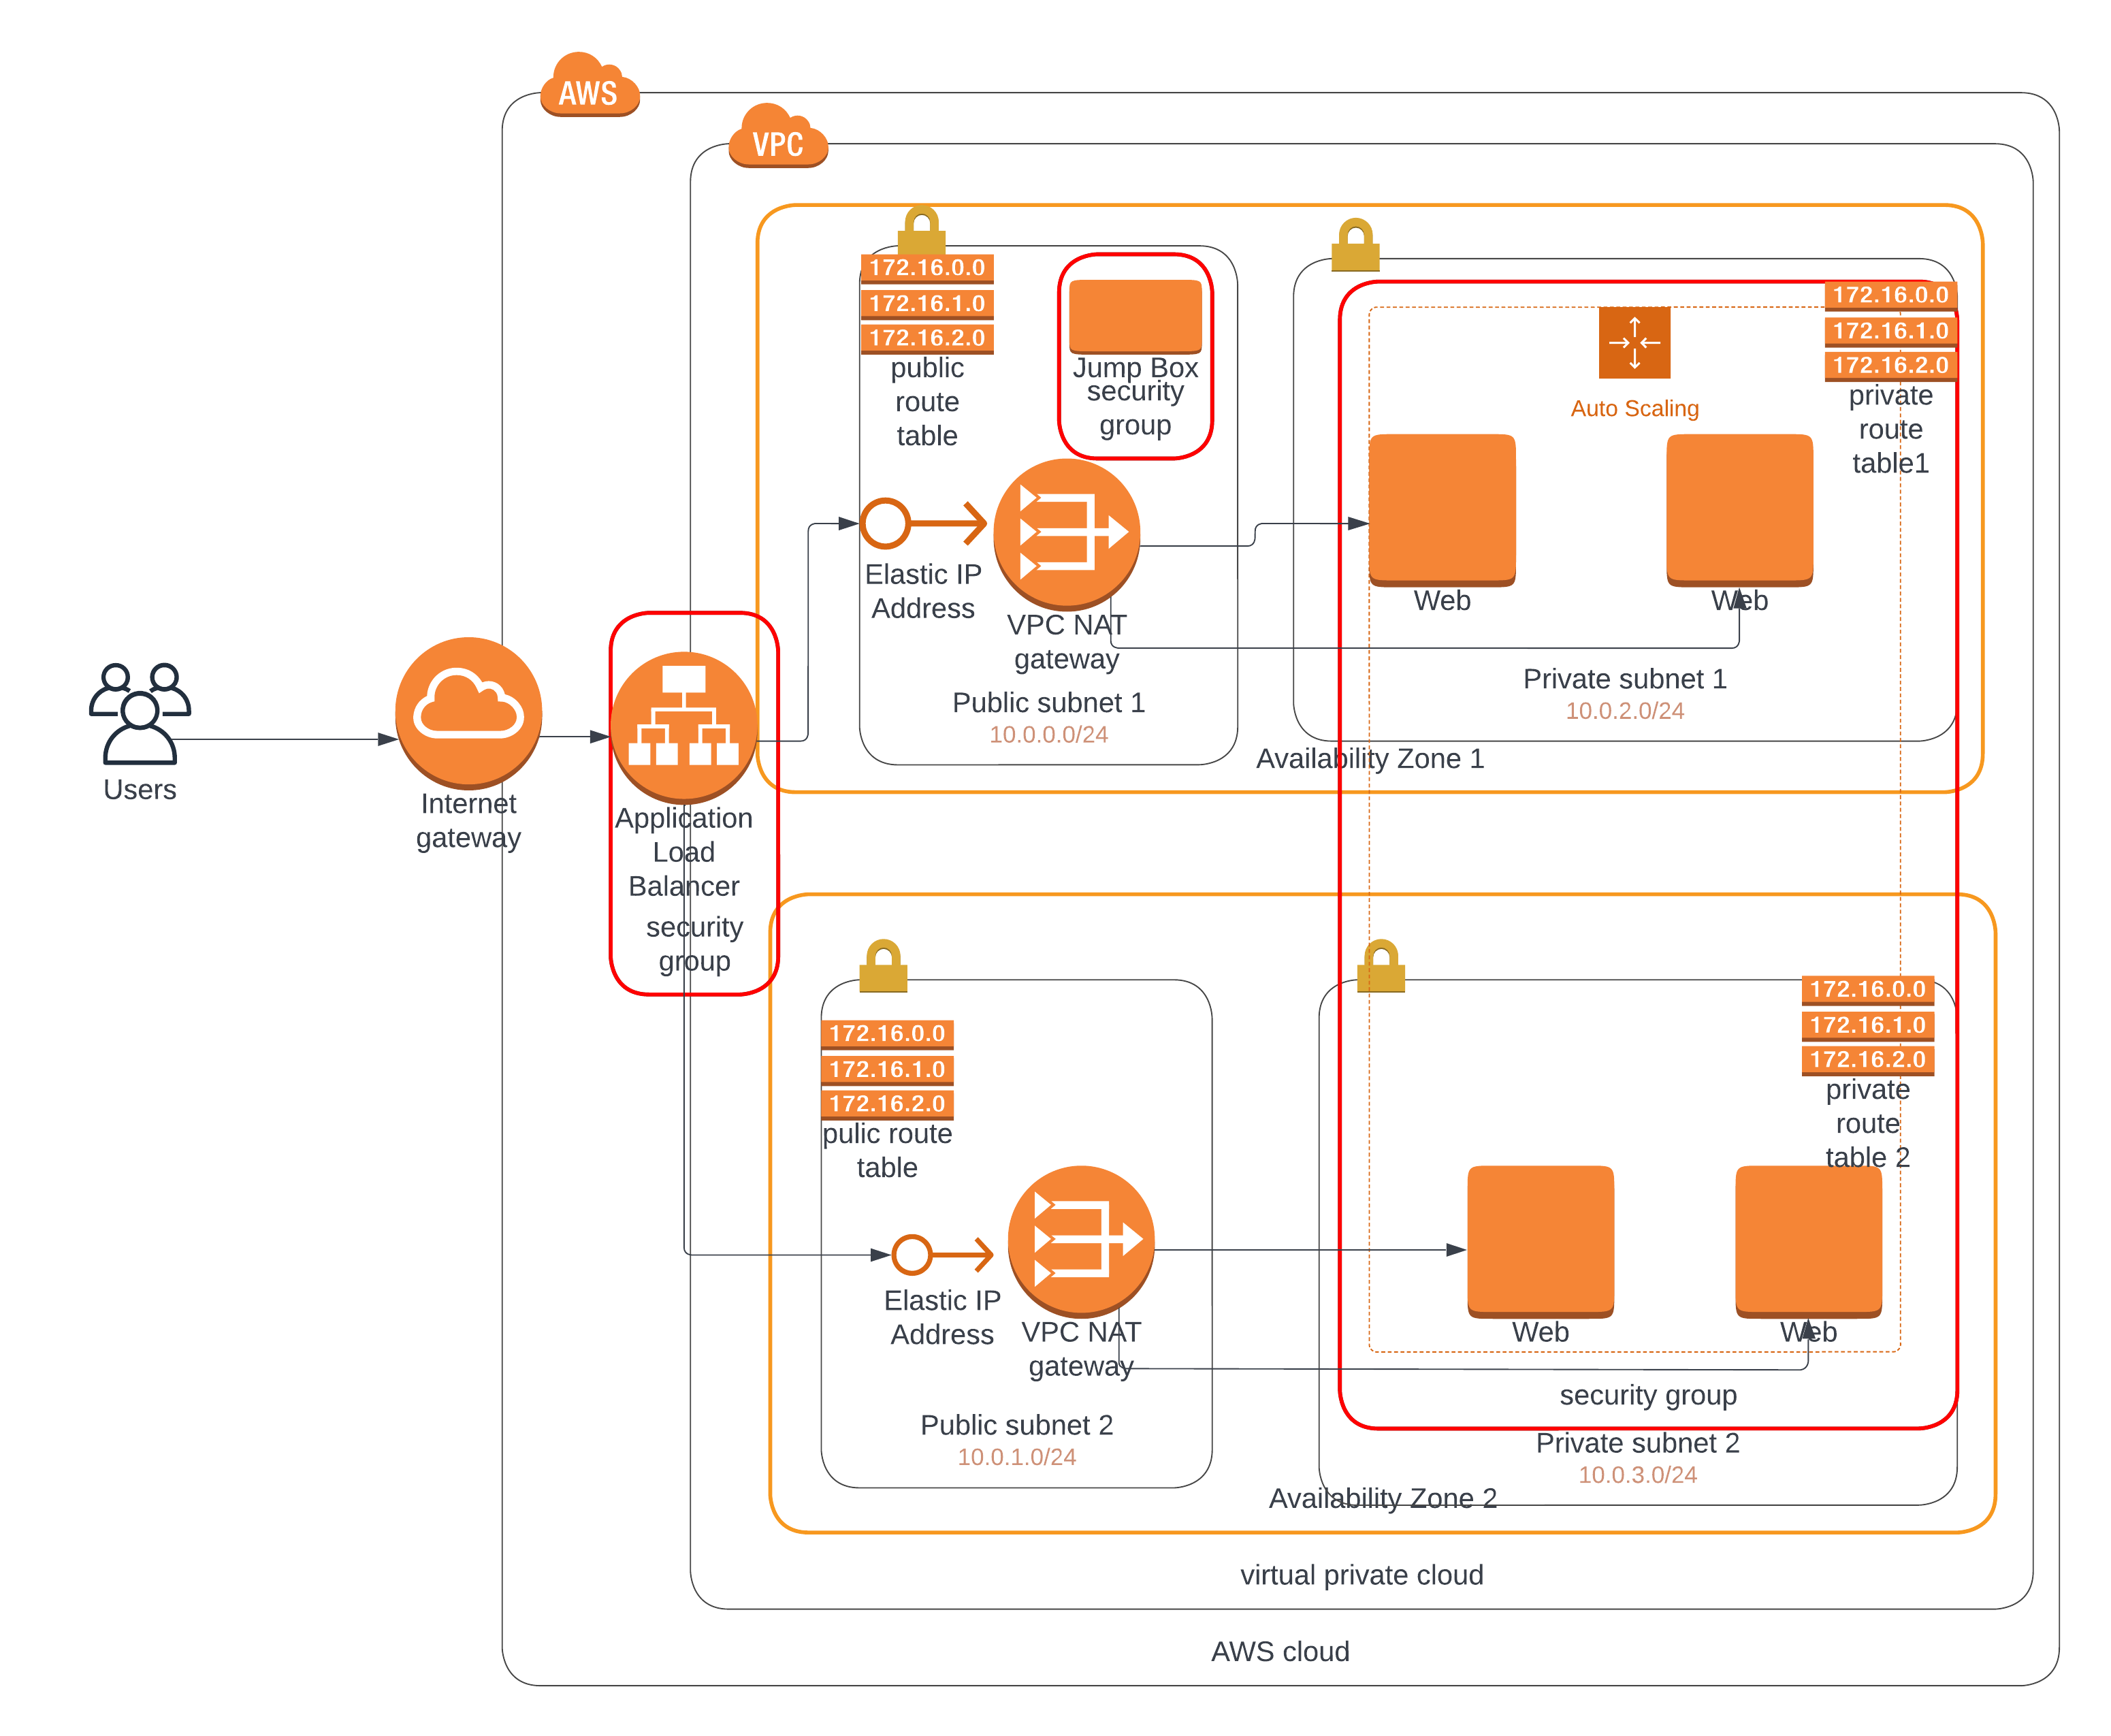 AWS
VPC
172.16.0.0
172.16.1.0
172.16.2.0
public
route
table
Jump Box
security
group
Auto Scaling
172.16.0.0
172.16.1.0
172.16.2.0
private
route
table1
Elastic IP
Address
VPC NAT
gateway
Web
Web
Public subnet 1
10.0.0.0/24
Private subnet 1
10.0.2.0/24
Availability Zone 1
Users
Internet
gateway
Application
Load
Balancer
security
group
172.16.0.0
172.16.1.0
172.16.2.0
pulic route
table
172.16.0.0
172.16.1.0
172.16.2.0
private
route
table 2
Elastic IP
Address
VPC NAT
gateway
Web
Web
security group
Public subnet 2
10.0.1.0/24
Private subnet 2
10.0.3.0/24
Availability Zone 2
virtual private cloud
AWS cloud